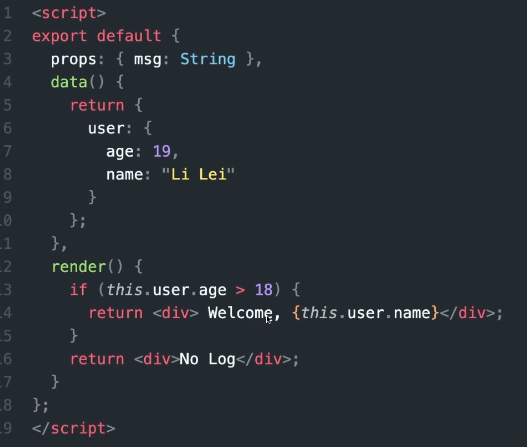 1 <script>
2 export default {
3 props: { msg: String },
4 data() {
5 return {
6 user: {
7 age: 19,
8 name: "Li Lei"
9 }
10 };
11 },
12 render() {
13 if (this.user.age > 18) {
14 return <div> Welcome, {this.user.name}</div>;
15 }
16 return <div>No Log</div>;
17 }
18 };
19 </script>